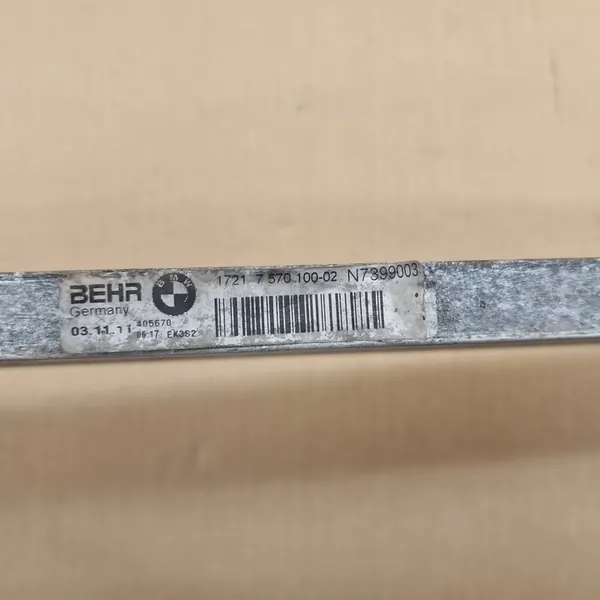 1721 7 570 100-02 N7399003
BEHR BMW
Germany
03.11.11 405670
06:17 EK3S2